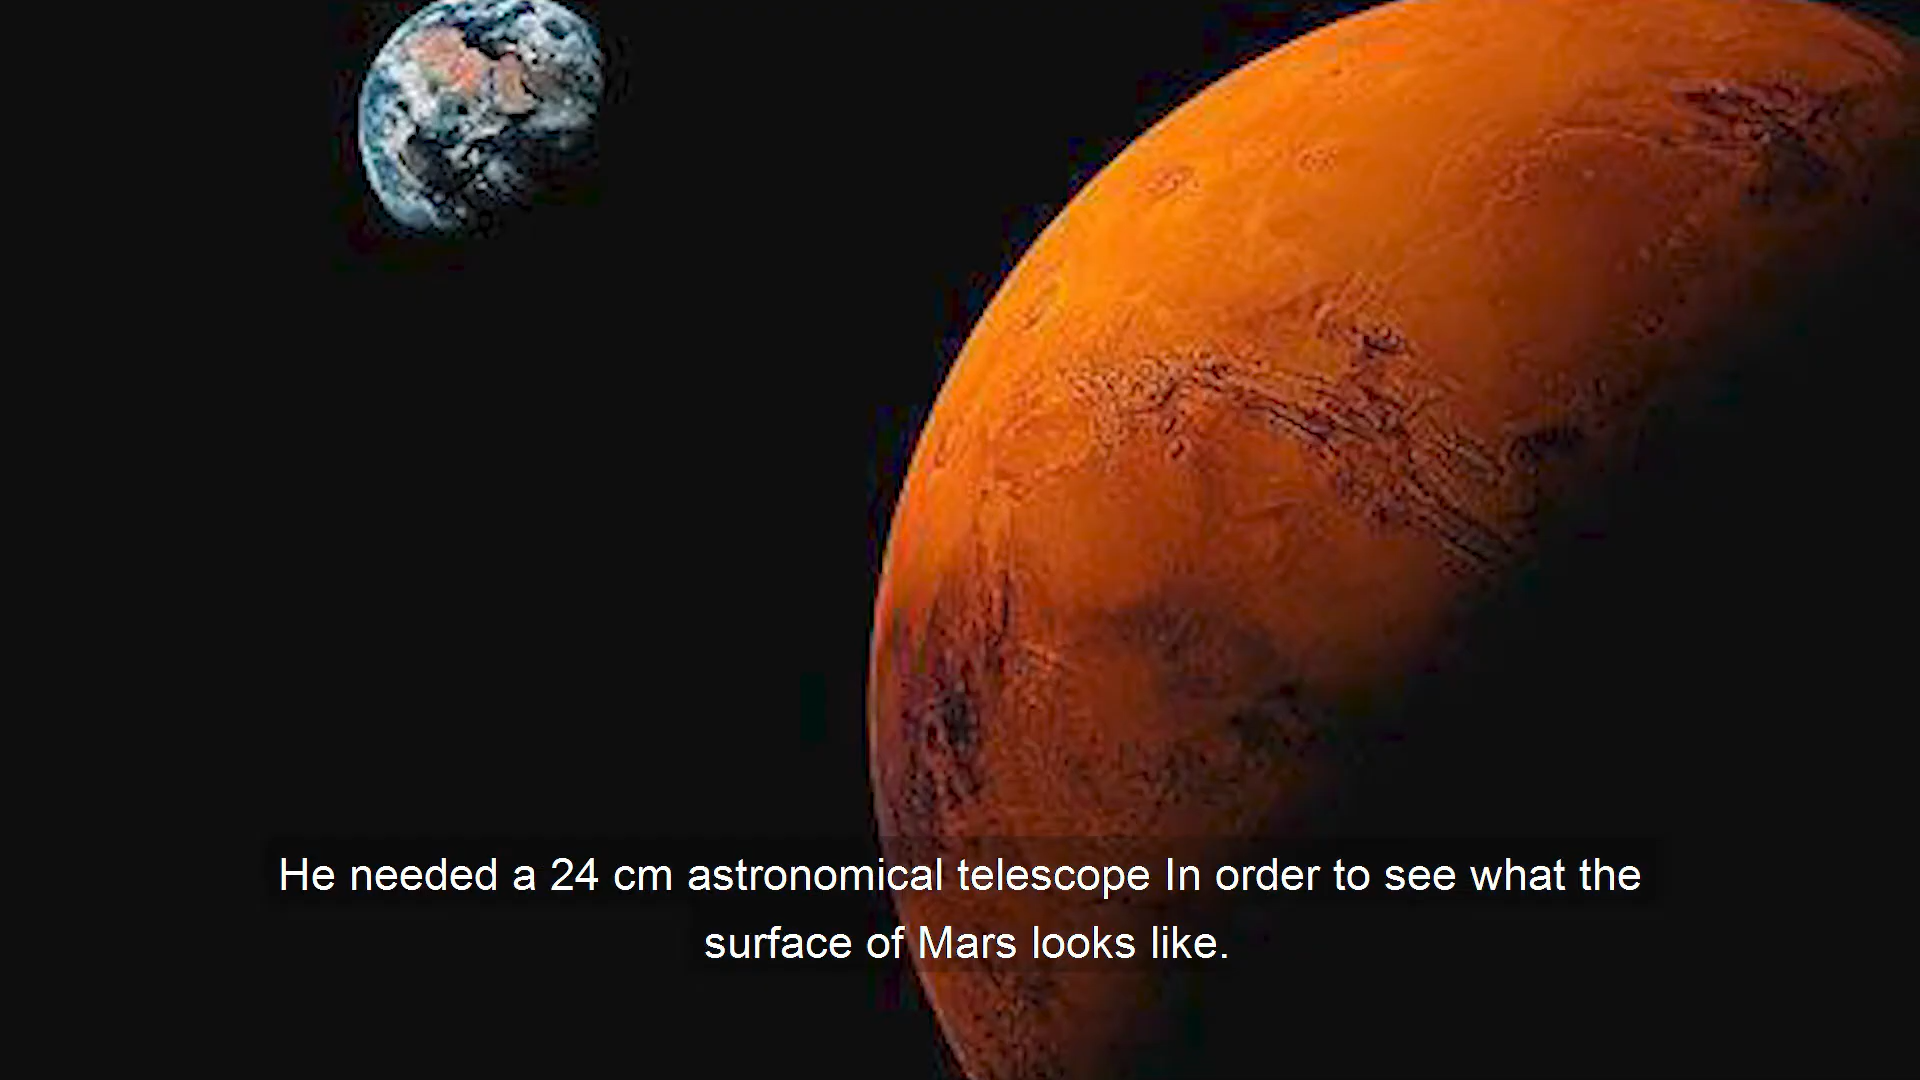 He needed a 24 cm astronomical telescope In order to see what the
surface of Mars looks like.